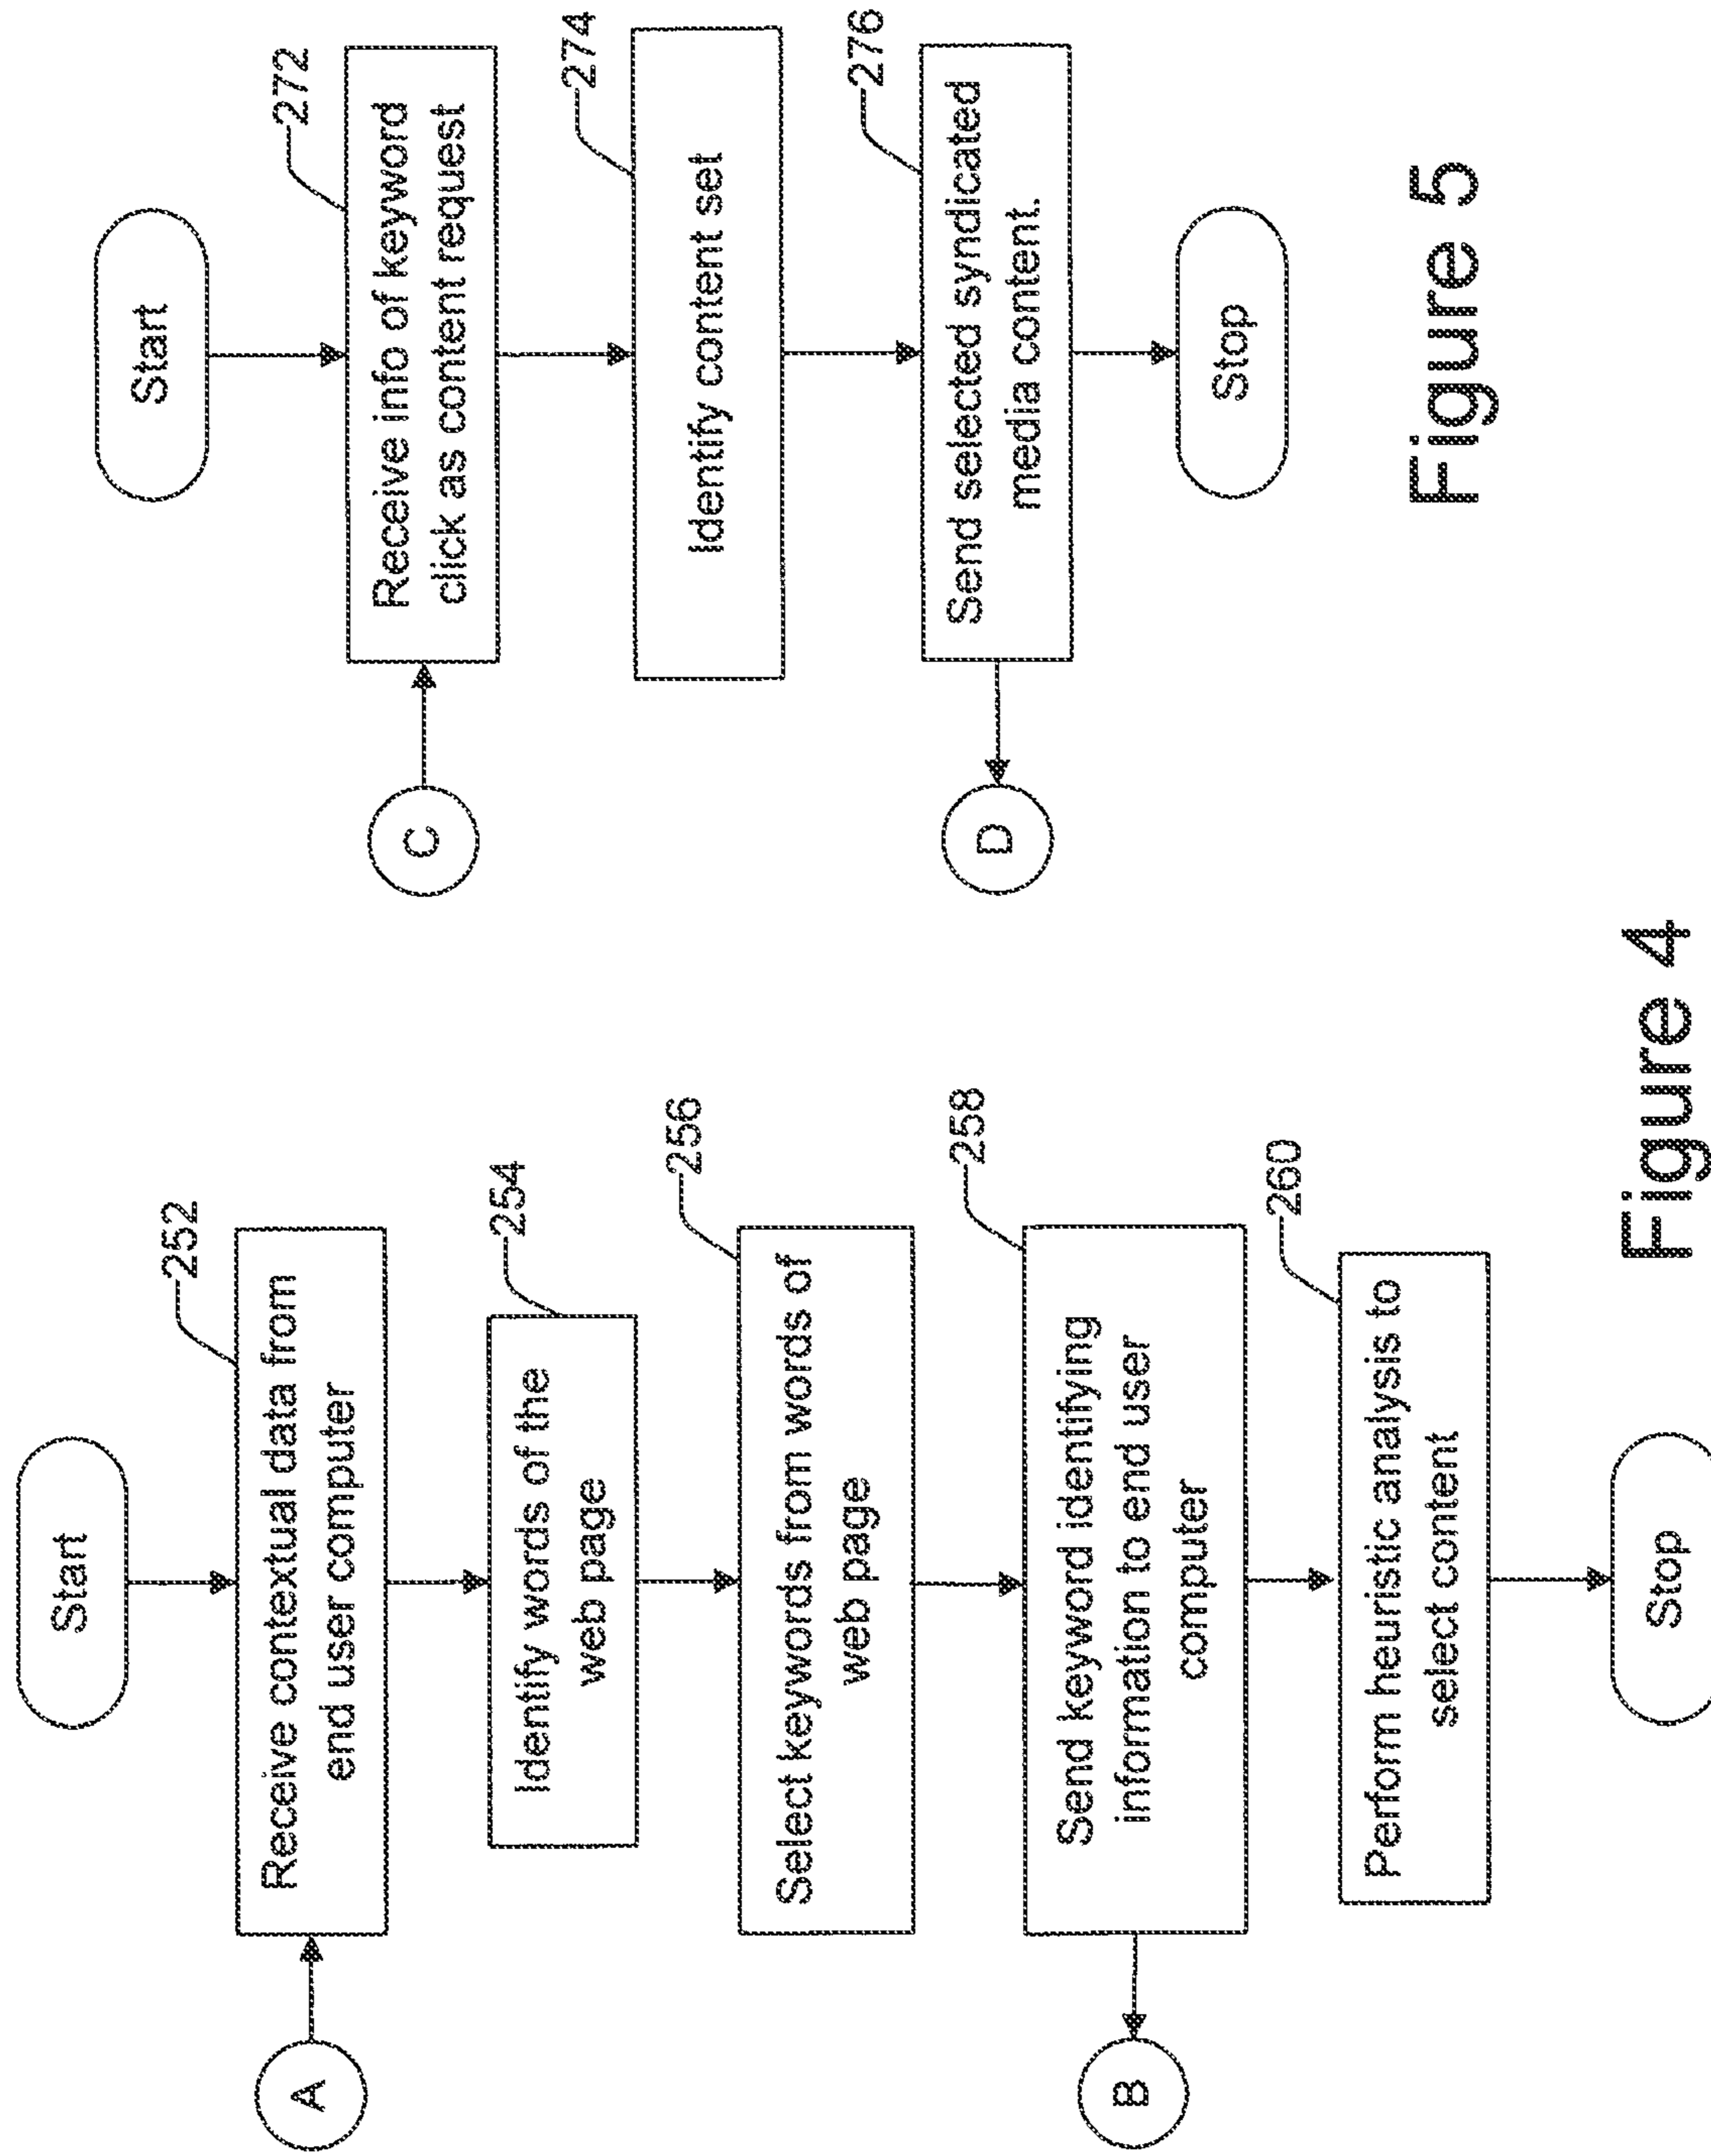 Start
252
Receive contextual data from
end user computer
A
254
Identify words of the
web page
256
Select keywords from words of
web page
258
Send keyword identifying
information to end user
computer
B
260
Perform heuristic analysis to
select content
Stop
Figure 4
Start
272
Receive info of keyword
click as content request
C
274
Identify content set
276
Send selected syndicated
media content.
D
Stop
Figure 5